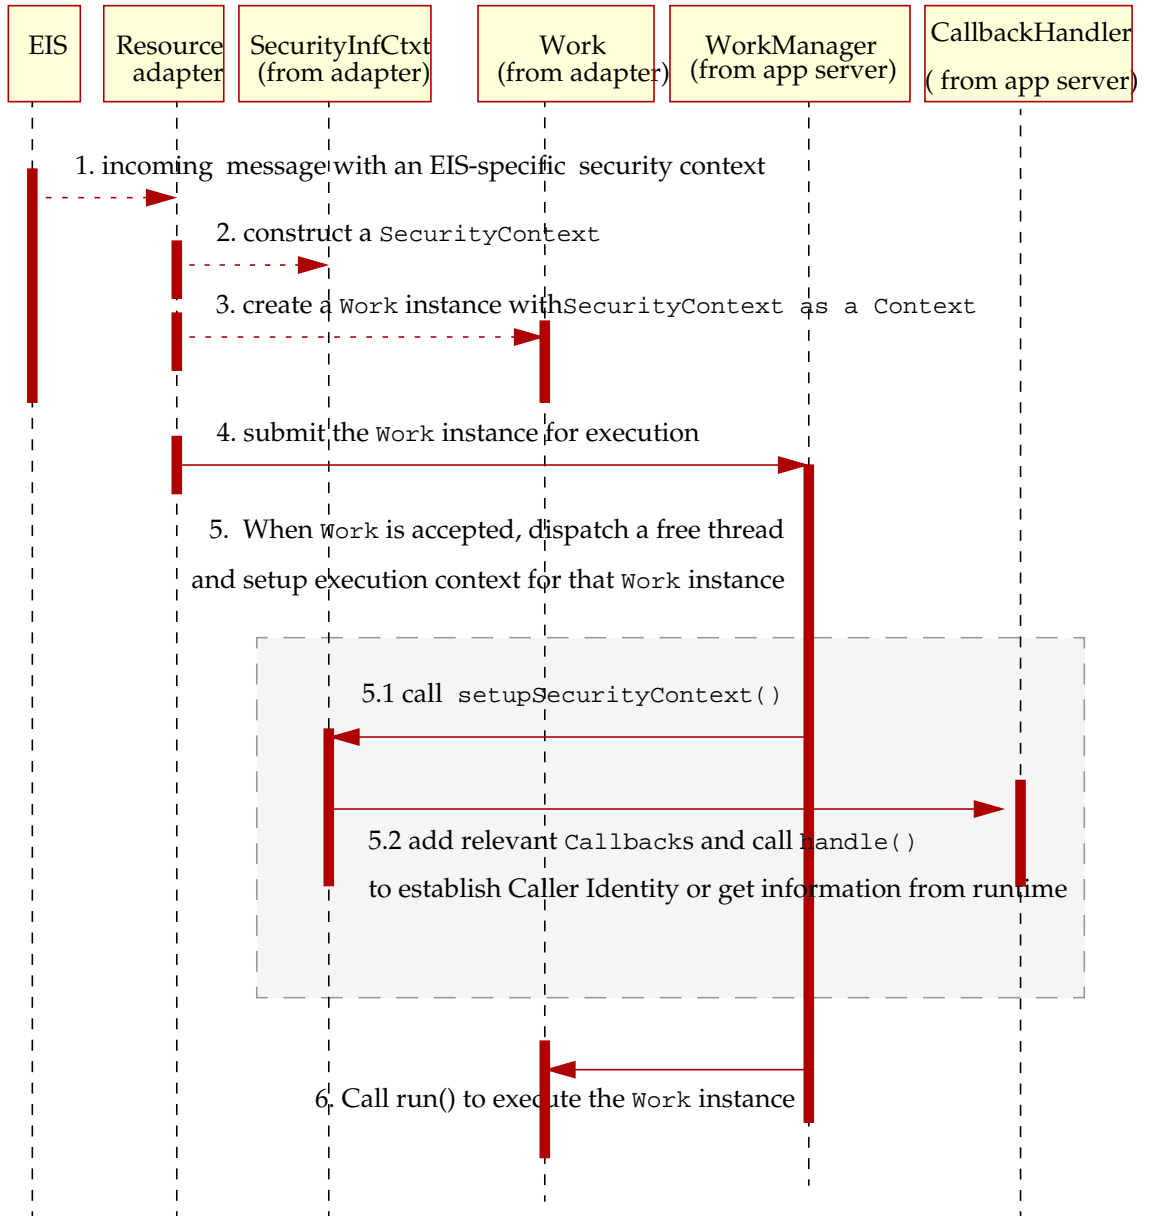 EIS
Resource
adapter
SecurityInfCtxt
(from adapter)
Work
(from adapter)
WorkManager
(from app server)
CallbackHandler
( from app server)
1. incoming  message with an EIS-specific  security context
2. construct a SecurityContext
3. create a Work instance withSecurityContext as a Context
4. submit the Work instance for execution
5.  When Work is accepted, dispatch a free thread
and setup execution context for that Work instance
5.1 call  setupSecurityContext()
5.2 add relevant Callbacks and call handle()
to establish Caller Identity or get information from runtime
6. Call run() to execute the Work instance